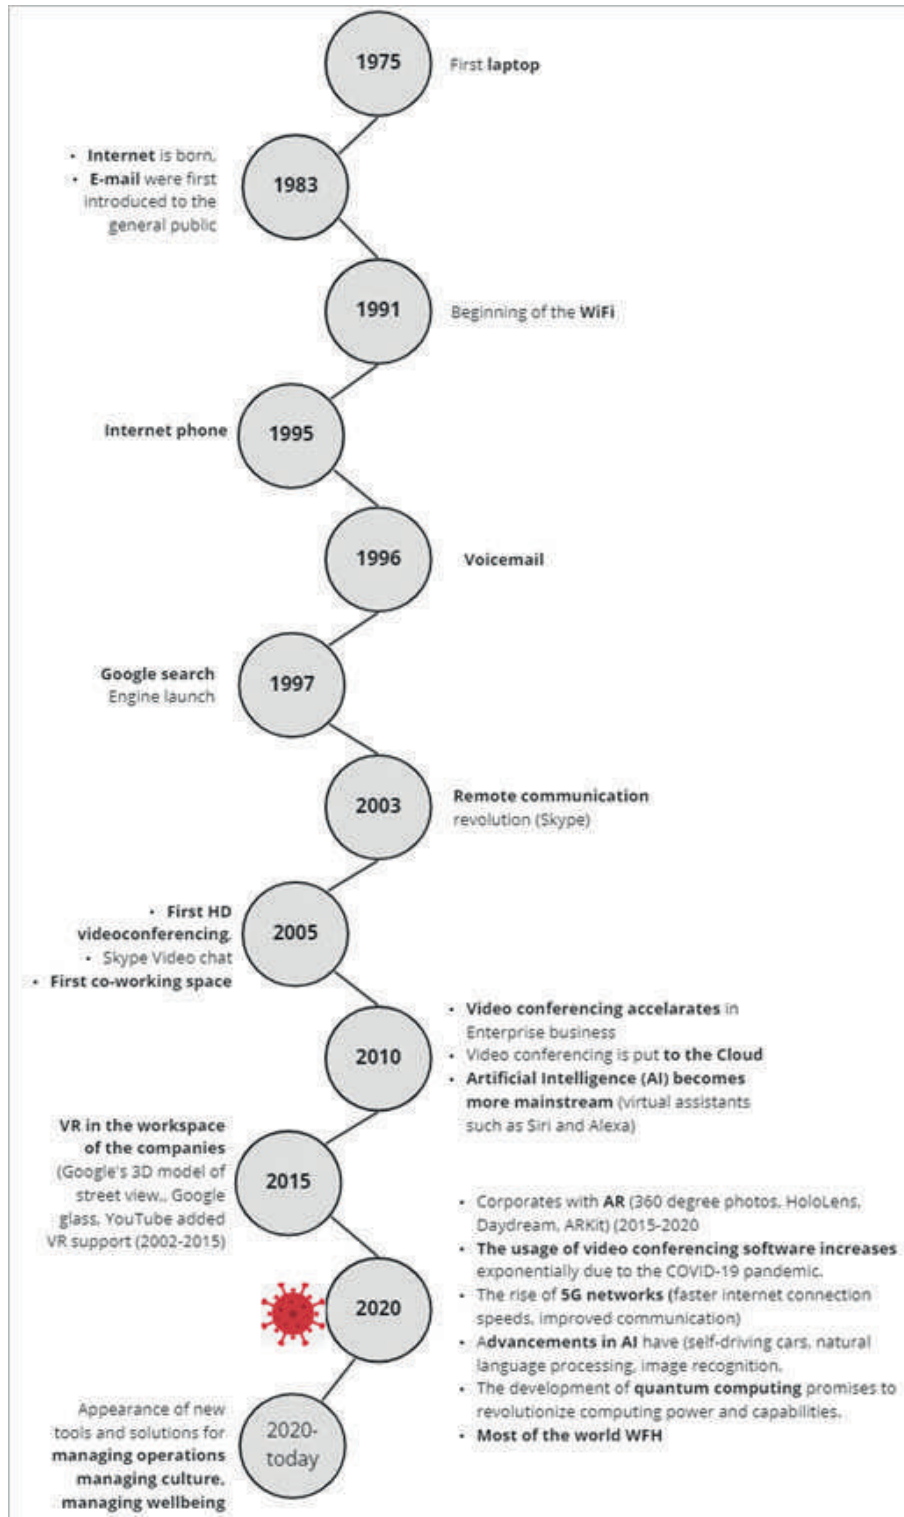 1975
First laptop
• Internet is born.
• E-mail were first
introduced to the
general public
1983
1991
Beginning of the WiFi
Internet phone
1995
1996
Voicemail
Google search
Engine launch
1997
2003
Remote communication
revolution (Skype)
• First HD
videoconferencing.
• Skype Video chat
• First co-working space
2005
2010
• Video conferencing accelarates in
Enterprise business
• Video conferencing is put to the Cloud
• Artificial Intelligence (AI) becomes
more mainstream (virtual assistants
such as Siri and Alexa)
VR in the workspace
of the companies
(Google's 3D model of
street view., Google
glass, YouTube added
VR support (2002-2015)
2015
2020
• Corporates with AR (360 degree photos, HoloLens,
Daydream, ARKit) (2015-2020
• The usage of video conferencing software increases
exponentially due to the COVID-19 pandemic.
• The rise of 5G networks (faster internet connection
speeds, improved communication)
• Advancements in AI have (self-driving cars, natural
language processing, image recognition.
• The development of quantum computing promises to
revolutionize computing power and capabilities.
• Most of the world WFH
Appearance of new
tools and solutions for
managing operations
managing culture,
managing wellbeing
2020-
today